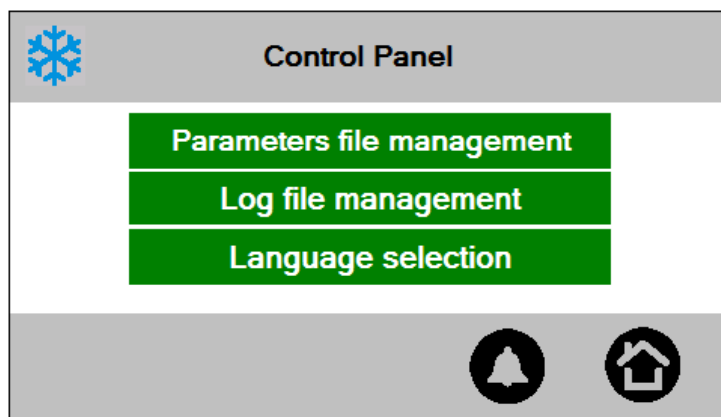 Control Panel
Parameters file management
Log file management
Language selection